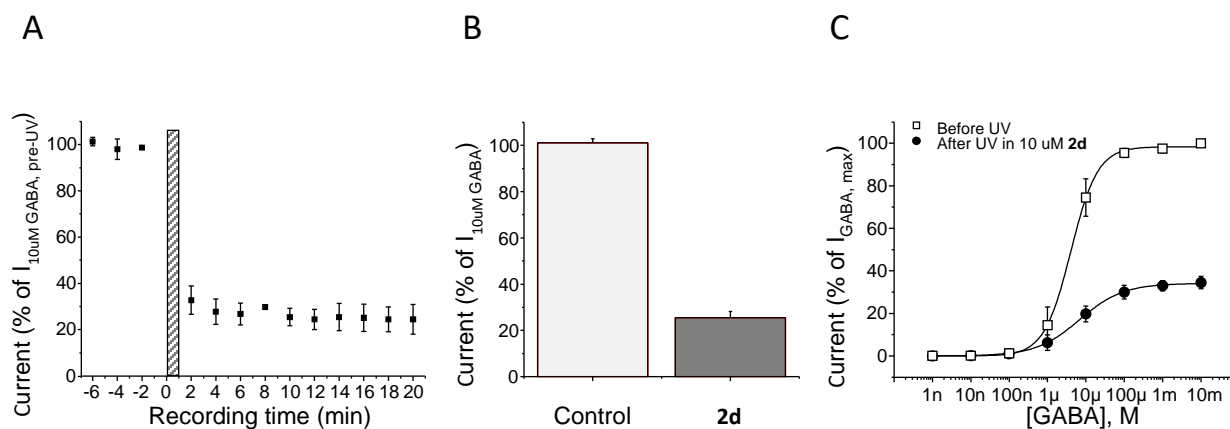 A
B
C
Current (% of I10uM GABA, pre-UV)
100
80
60
40
20
0
-6 -4 -2 0 2 4 6 8 10 12 14 16 18 20
Recording time (min)
Current (% of I10uM GABA)
100
80
60
40
20
0
Control 2d
Current (% of IGABA, max)
Before UV
After UV in 10 uM 2d
100
80
60
40
20
0
1n 10n 100n 1µ 10µ 100µ 1m 10m
[GABA], M